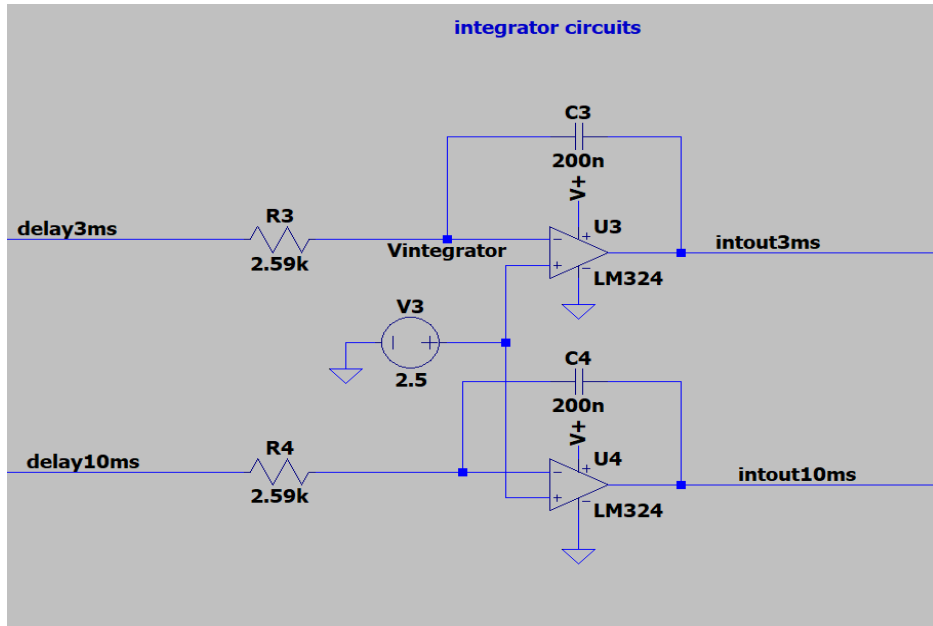 integrator circuits
C3
200n
V+
R3
U3
delay3ms
intout3ms
Vintegrator
2.59k
LM324
V3
2.5
C4
200n
V+
R4
U4
delay10ms
intout10ms
2.59k
LM324